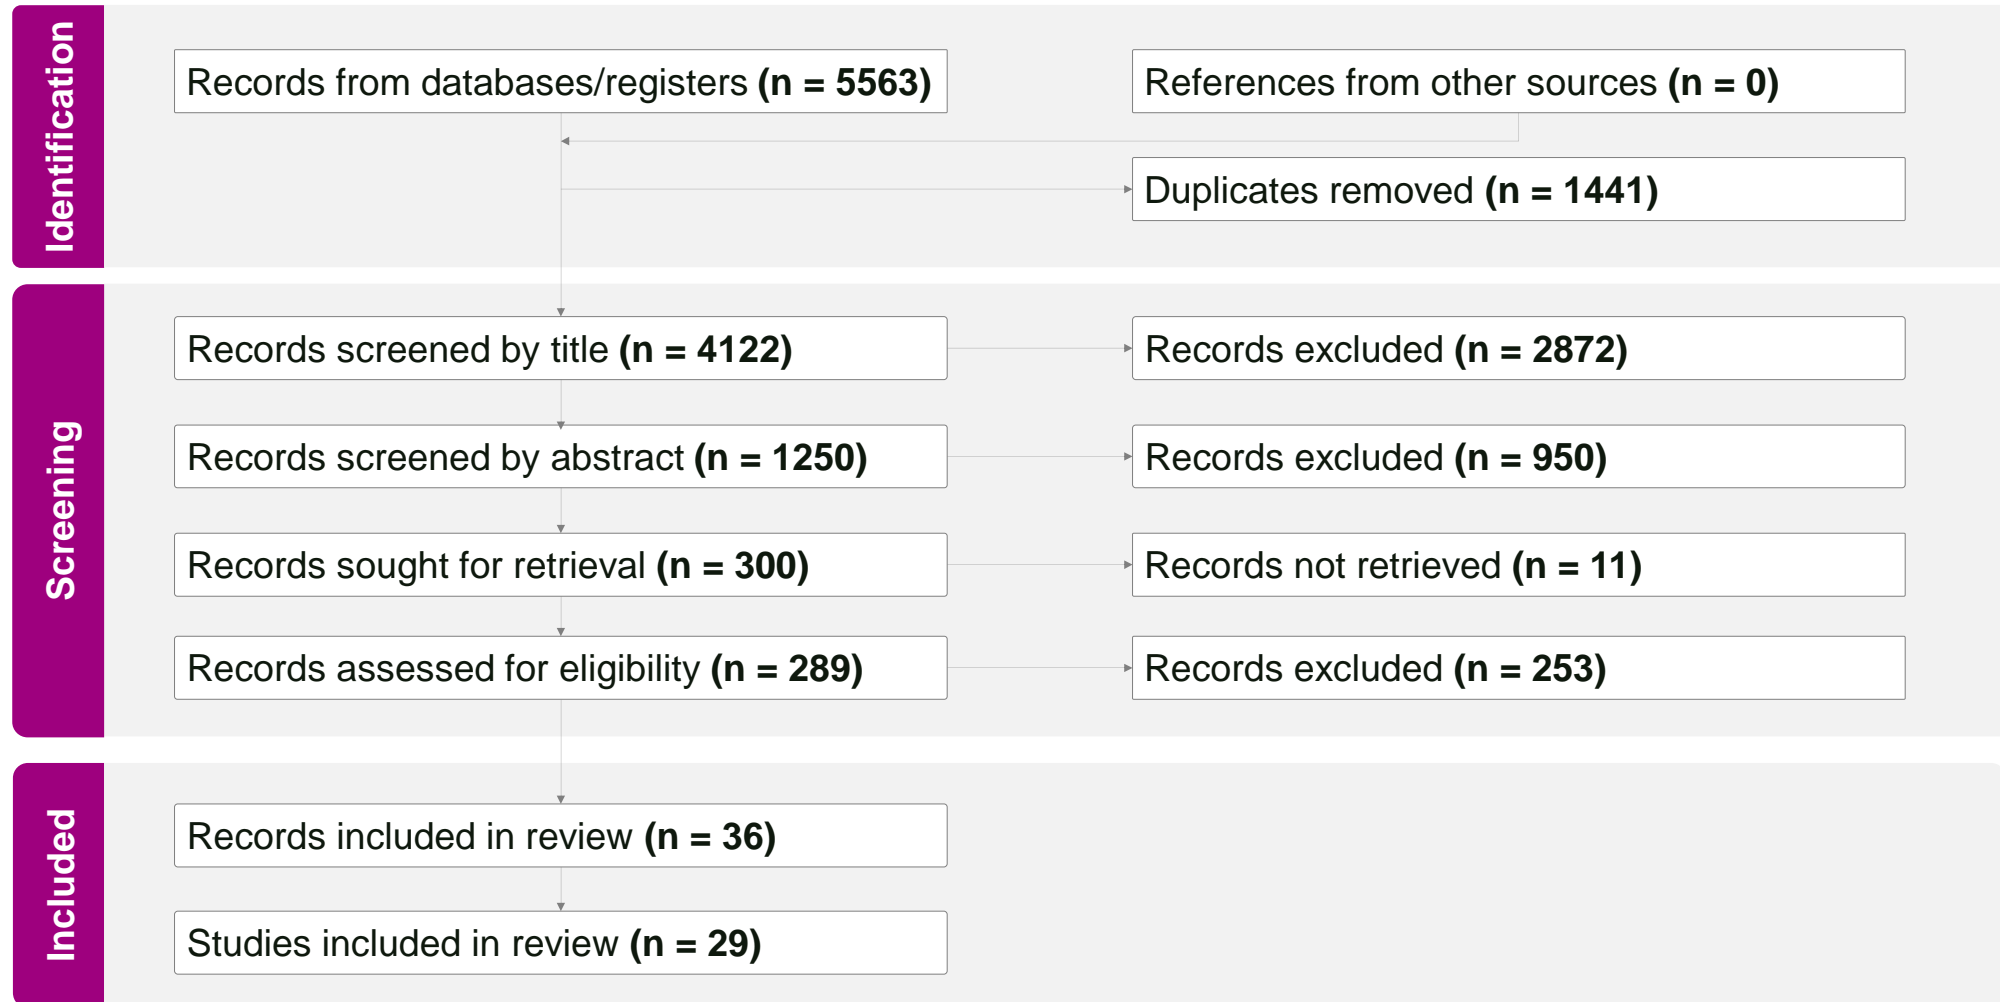 Identification
Records from databases/registers (n = 5563)
References from other sources (n = 0)
Duplicates removed (n = 1441)
Screening
Records screened by title (n = 4122)
Records excluded (n = 2872)
Records screened by abstract (n = 1250)
Records excluded (n = 950)
Records sought for retrieval (n = 300)
Records not retrieved (n = 11)
Records assessed for eligibility (n = 289)
Records excluded (n = 253)
Included
Records included in review (n = 36)
Studies included in review (n = 29)